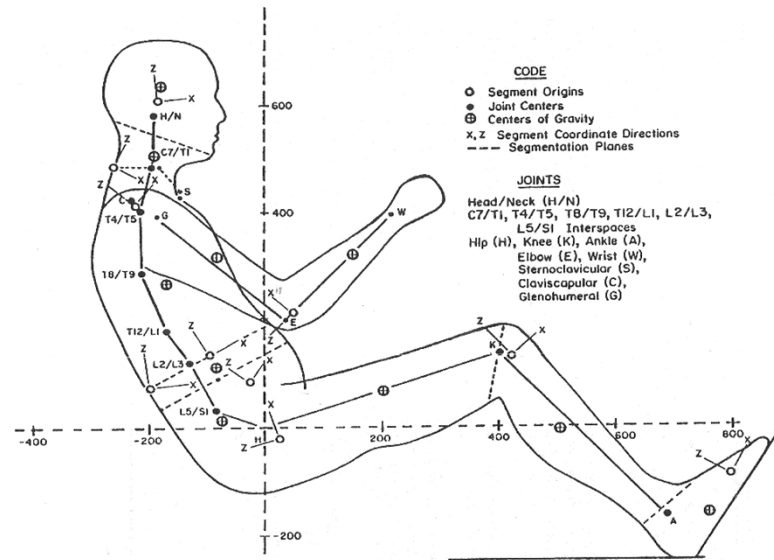 CODE
Segment Origins
Joint Centers
Centers of Gravity
X, Z Segment Coordinate Directions
Segmentation Planes
JOINTS
Head/Neck (H/N)
C7/T1, T4/T5, T8/T9, T12/L1, L2/L3,
L5/S1 Interspaces
Hip (H), Knee (K), Ankle (A),
Elbow (E), Wrist (W),
Sternoclavicular (S),
Claviscapular (C),
Glenohumeral (G)
Z
X
H/N
600
C7/T1
Z
X
X
Z
S
C
T4/T5
G
W
400
T8/T9
X
E
Z
T12/L1
Z
X
Z
K
X
L2/L3
Z
X
Z
X
L5/S1
X
H
Z
-400
-200
200
400
600
X
Z
A
-200